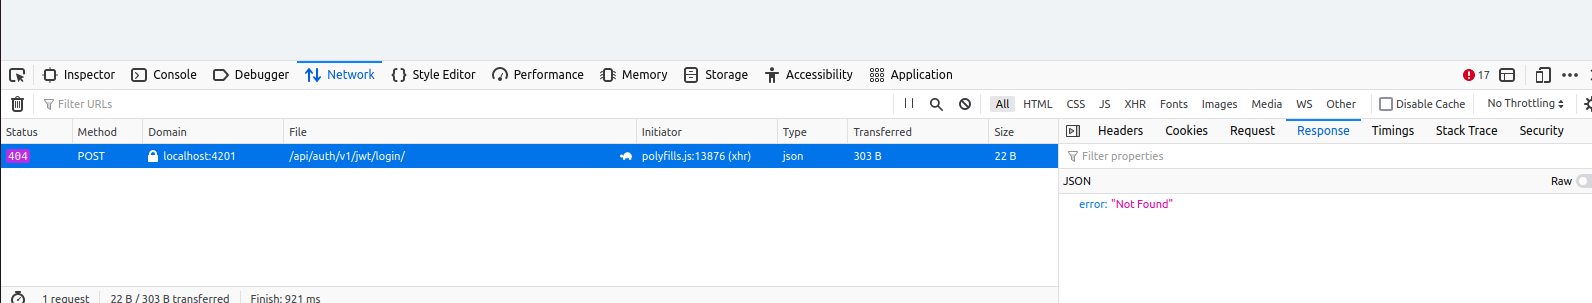 Inspector Console Debugger Network Style Editor Performance Memory Storage Accessibility Application 17
Filter URLs All HTML CSS JS XHR Fonts Images Media WS Other Disable Cache No Throttling
Status Method Domain File Initiator Type Transferred Size
404 POST localhost:4201 /api/auth/v1/jwt/login/ polyfills.js:13876 (xhr) json 303 B 22 B
Headers Cookies Request Response Timings Stack Trace Security
Filter properties
JSON Raw
error: "Not Found"
1 request 22 B / 303 B transferred Finish: 921 ms